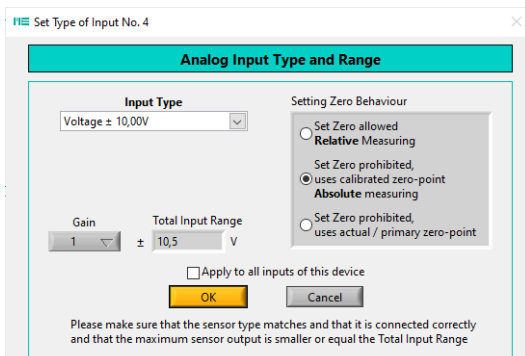 ME Set Type of Input No. 4
Analog Input Type and Range
Input Type
Voltage ± 10,00V
Setting Zero Behaviour
Set Zero allowed
Relative Measuring
Set Zero prohibited,
uses calibrated zero-point
Absolute measuring
Set Zero prohibited,
uses actual / primary zero-point
Gain
Total Input Range
1
± 10,5 V
Apply to all inputs of this device
OK
Cancel
Please make sure that the sensor type matches and that it is connected correctly
and that the maximum sensor output is smaller or equal the Total Input Range